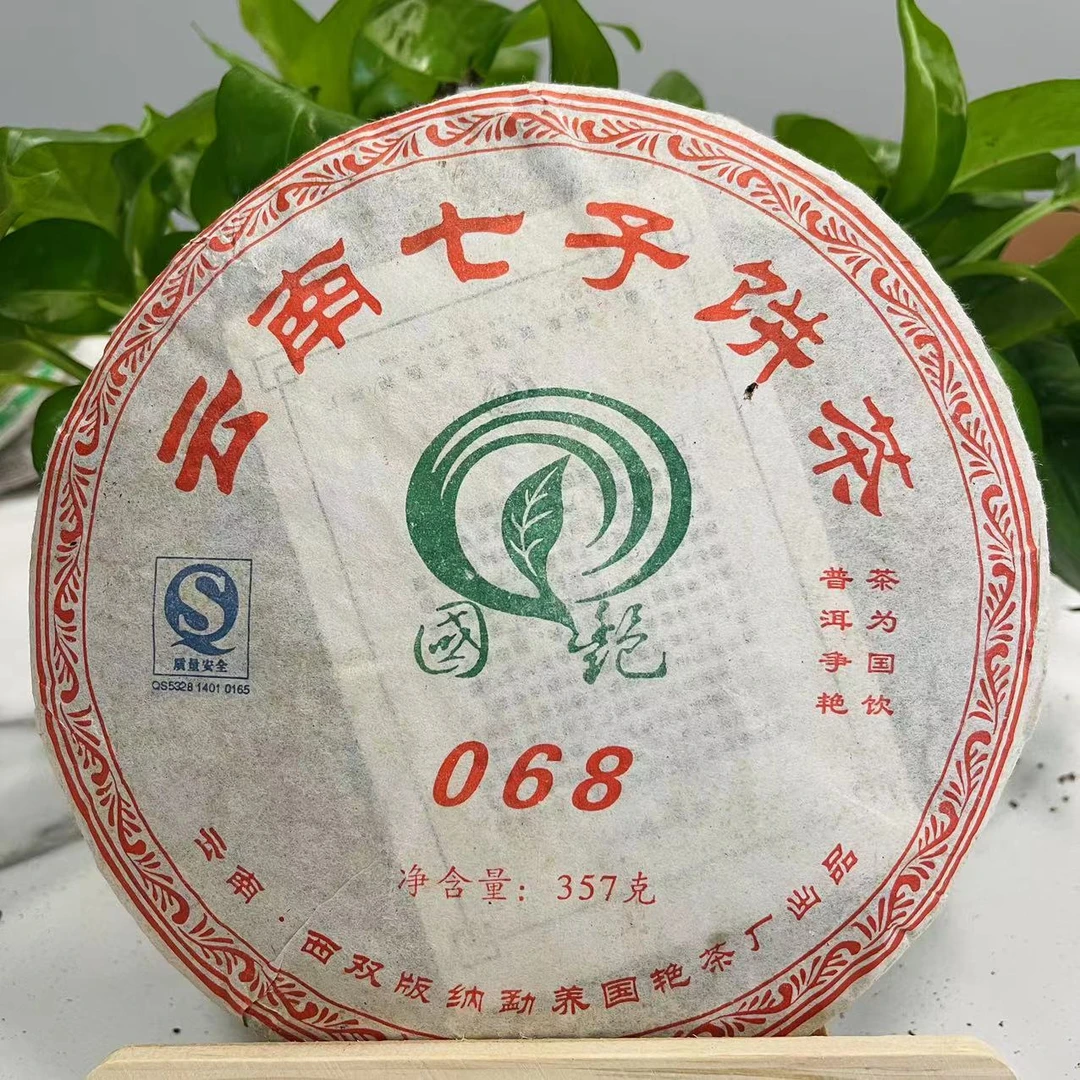 云南七子饼茶
國艷
茶为国饮
普洱争艳
质量安全
QS5328 1401 0165
068
净含量：357克
云南·西双版纳勐养国艳茶厂出品